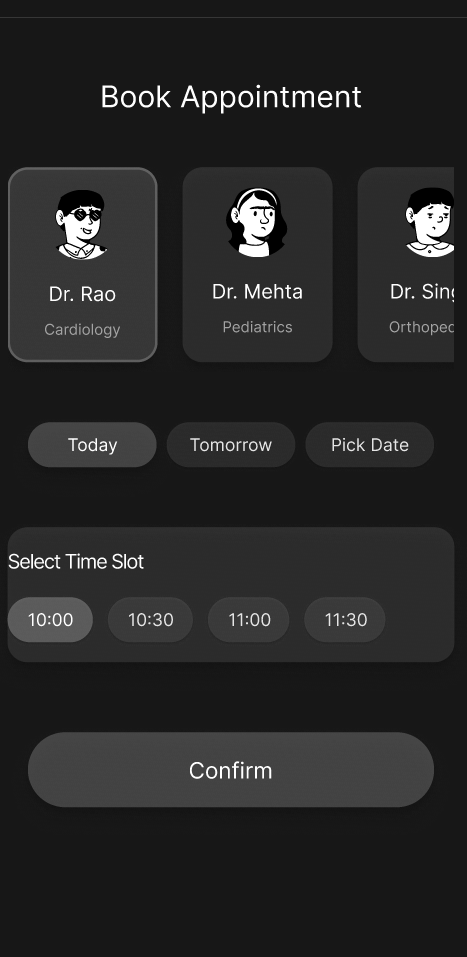 Book Appointment
Dr. Rao
Cardiology
Dr. Mehta
Pediatrics
Dr. Sing
Orthoped
Today
Tomorrow
Pick Date
Select Time Slot
10:00
10:30
11:00
11:30
Confirm